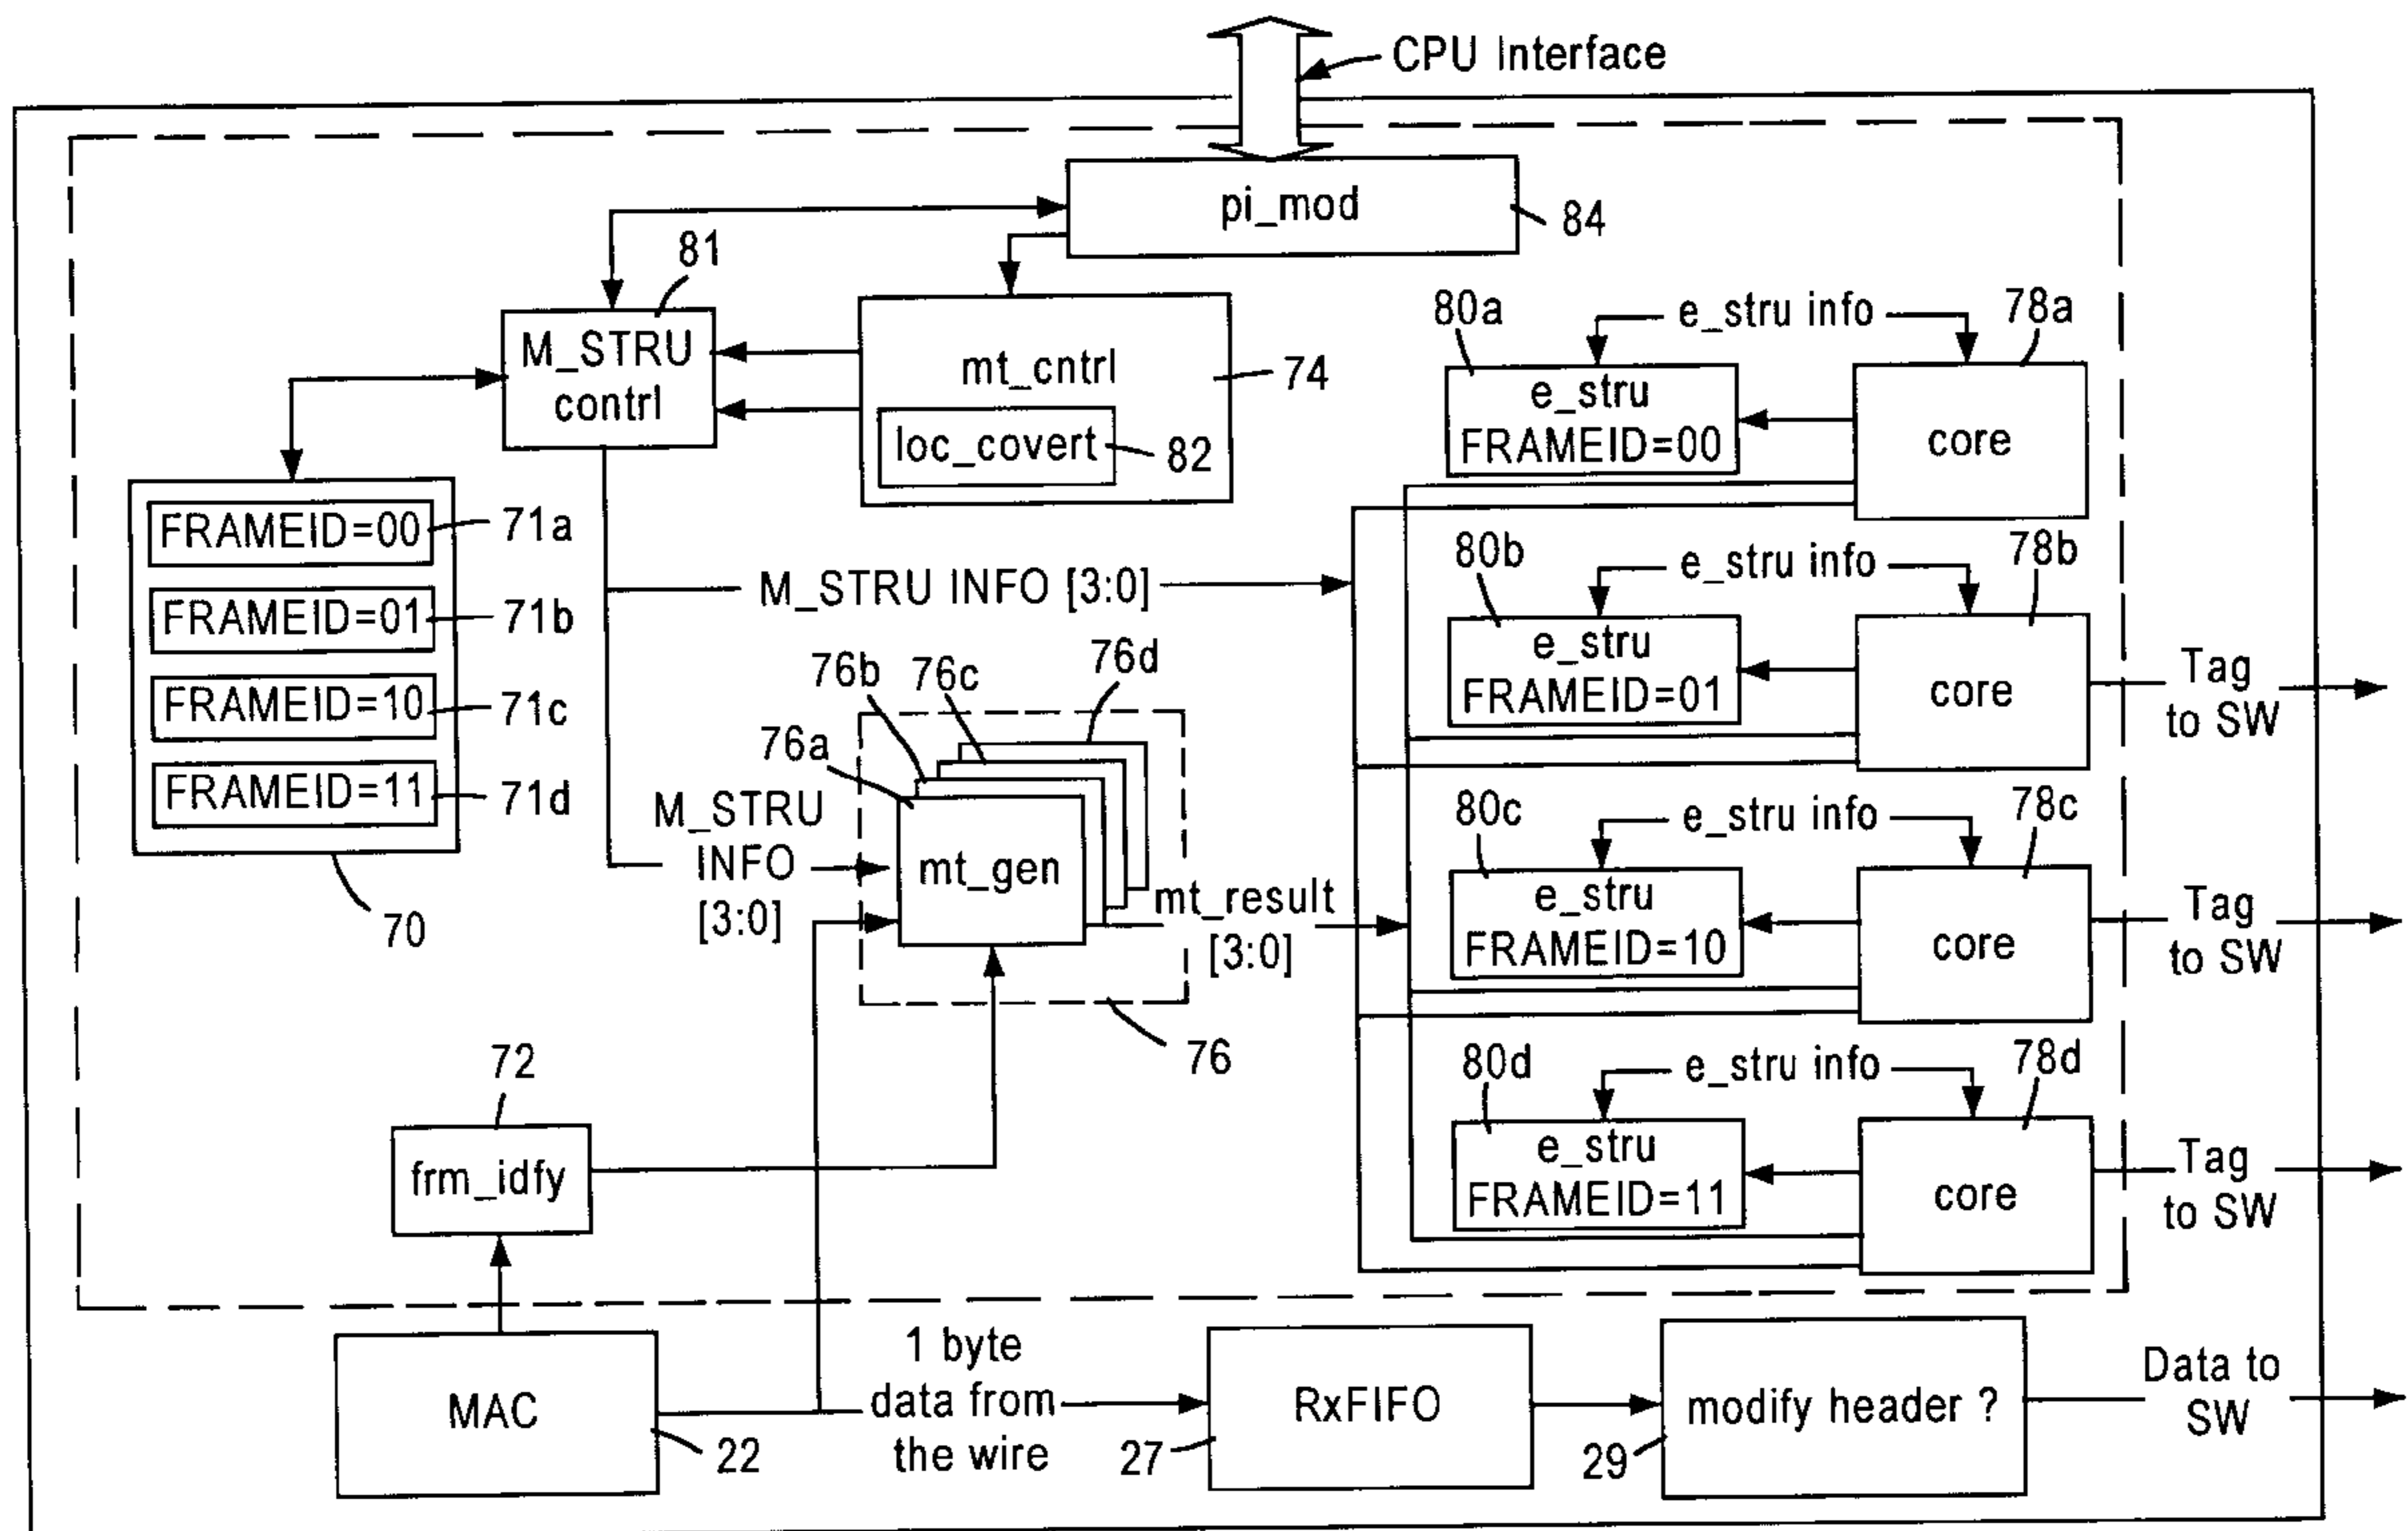 CPU Interface
pi_mod
84
81
M_STRU
contrl
mt_cntrl
74
loc_covert
82
FRAMEID=00
71a
FRAMEID=01
71b
FRAMEID=10
71c
FRAMEID=11
71d
70
M_STRU INFO [3:0]
M_STRU
INFO
[3:0]
76a
76b
76c
76d
mt_gen
76
mt_result
[3:0]
72
frm_idfy
80a
e_stru info
78a
e_stru
FRAMEID=00
core
80b
e_stru info
78b
e_stru
FRAMEID=01
core
Tag
to SW
80c
e_stru info
78c
e_stru
FRAMEID=10
core
Tag
to SW
80d
e_stru info
78d
e_stru
FRAMEID=11
core
Tag
to SW
MAC
22
1 byte
data from
the wire
RxFIFO
27
modify header ?
29
Data to
SW